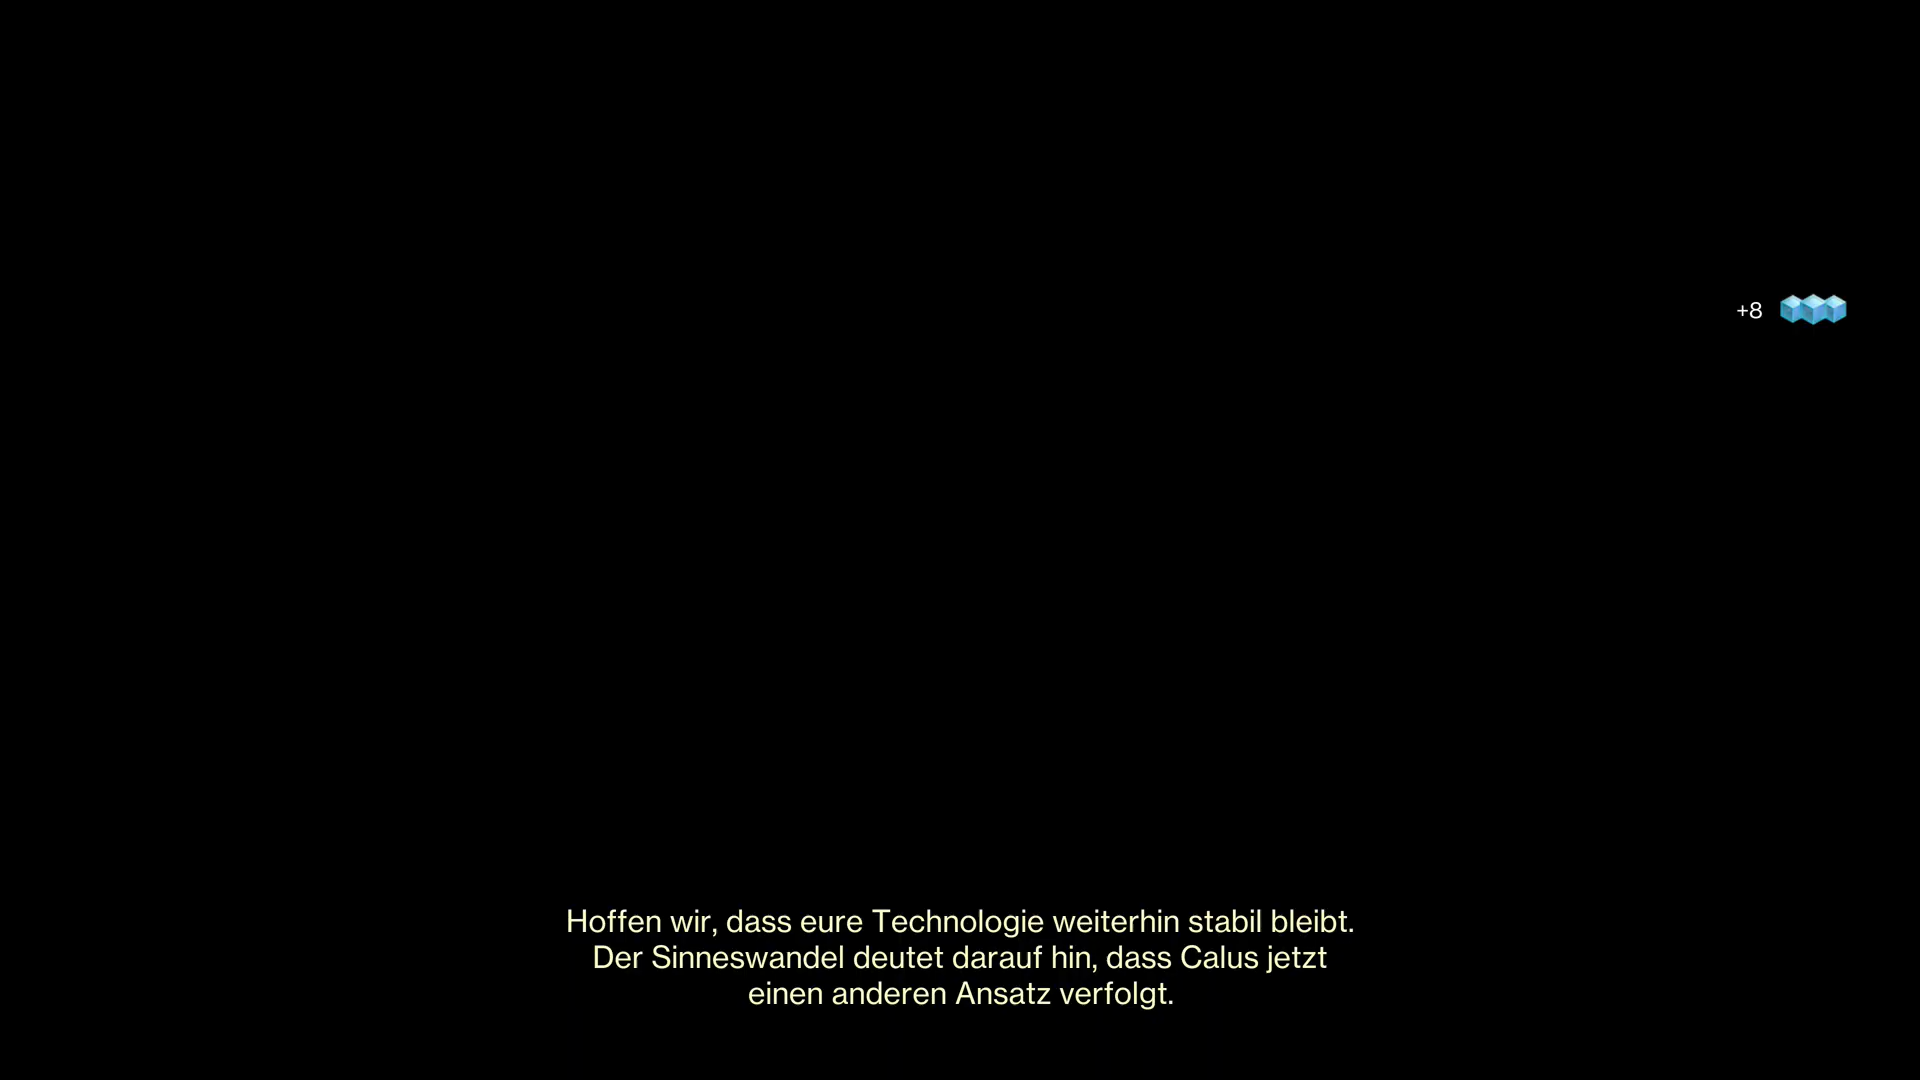 +8
Hoffen wir, dass eure Technologie weiterhin stabil bleibt.
Der Sinneswandel deutet darauf hin, dass Calus jetzt
einen anderen Ansatz verfolgt.